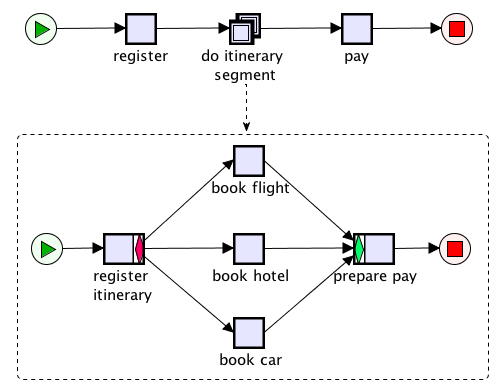 register
do itinerary
segment
pay
book flight
register
itinerary
book hotel
prepare pay
book car